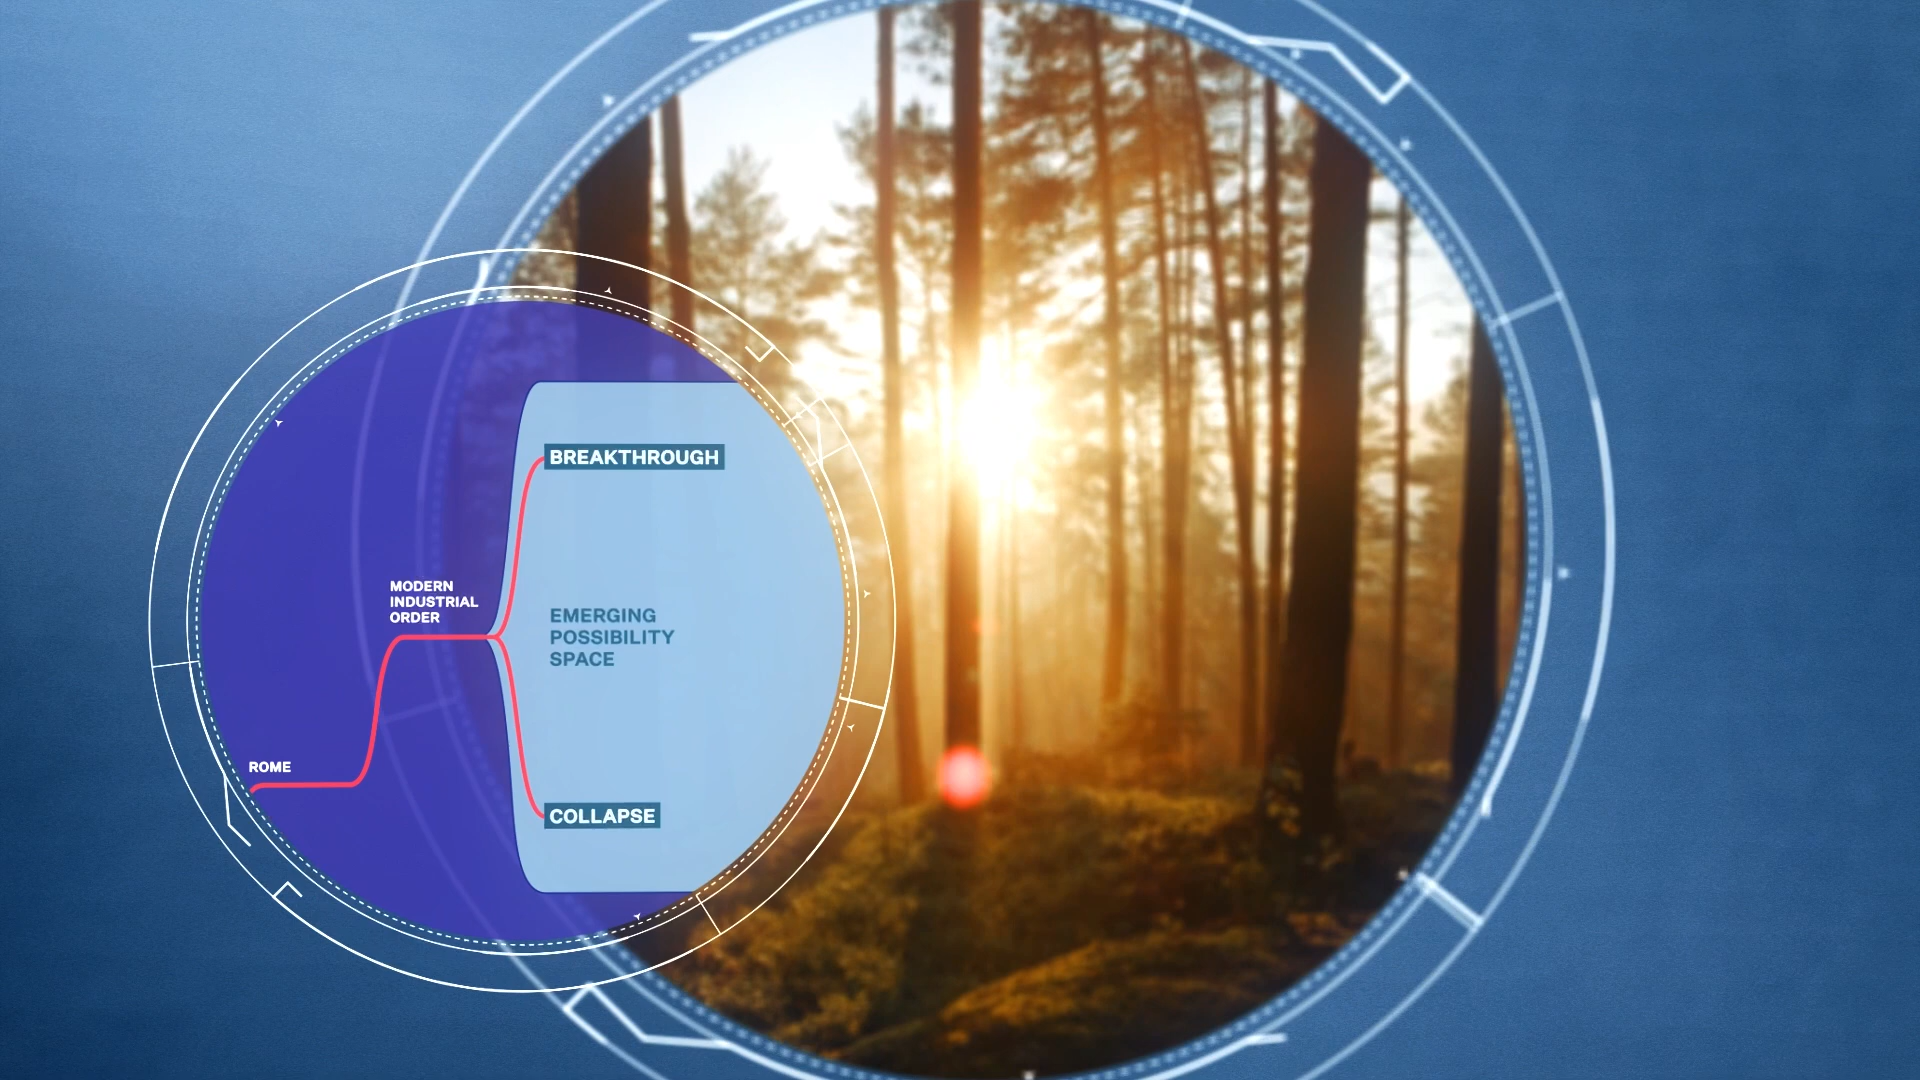 BREAKTHROUGH
MODERN
INDUSTRIAL
ORDER
EMERGING
POSSIBILITY
SPACE
ROME
COLLAPSE